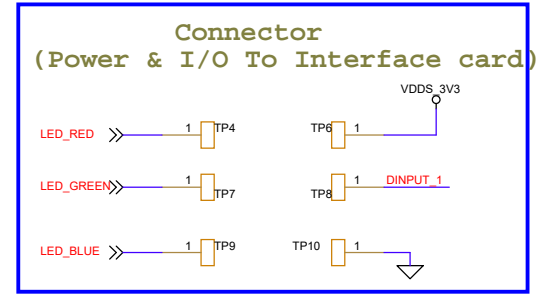 Connector
(Power & I/O To Interface card)
VDDS_3V3
LED_RED 1 TP4 TP6 1
LED_GREEN 1 TP7 TP8 1 DINPUT_1
LED_BLUE 1 TP9 TP10 1